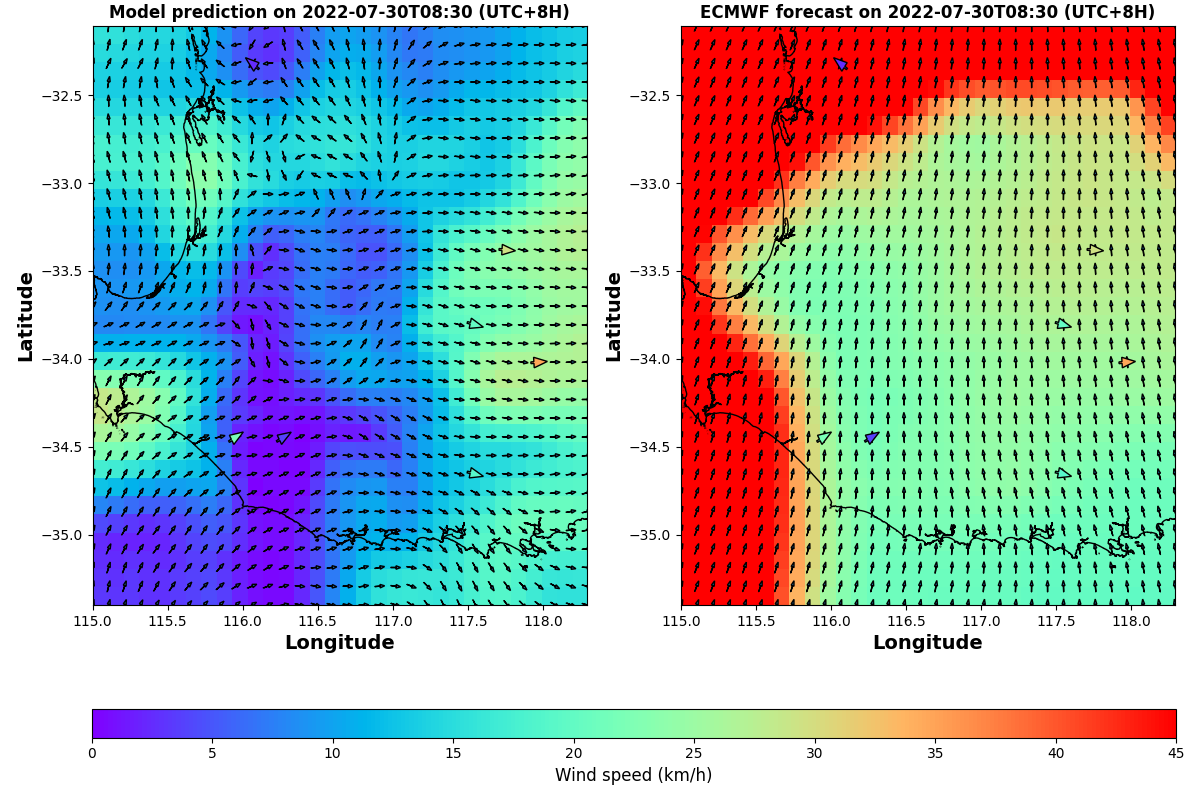 Model prediction on 2022-07-30T08:30 (UTC+8H)
ECMWF forecast on 2022-07-30T08:30 (UTC+8H)
Latitude
−32.5
−33.0
−33.5
−34.0
−34.5
−35.0
115.0 115.5 116.0 116.5 117.0 117.5 118.0
Longitude
Latitude
−32.5
−33.0
−33.5
−34.0
−34.5
−35.0
115.0 115.5 116.0 116.5 117.0 117.5 118.0
Longitude
0 5 10 15 20 25 30 35 40 45
Wind speed (km/h)